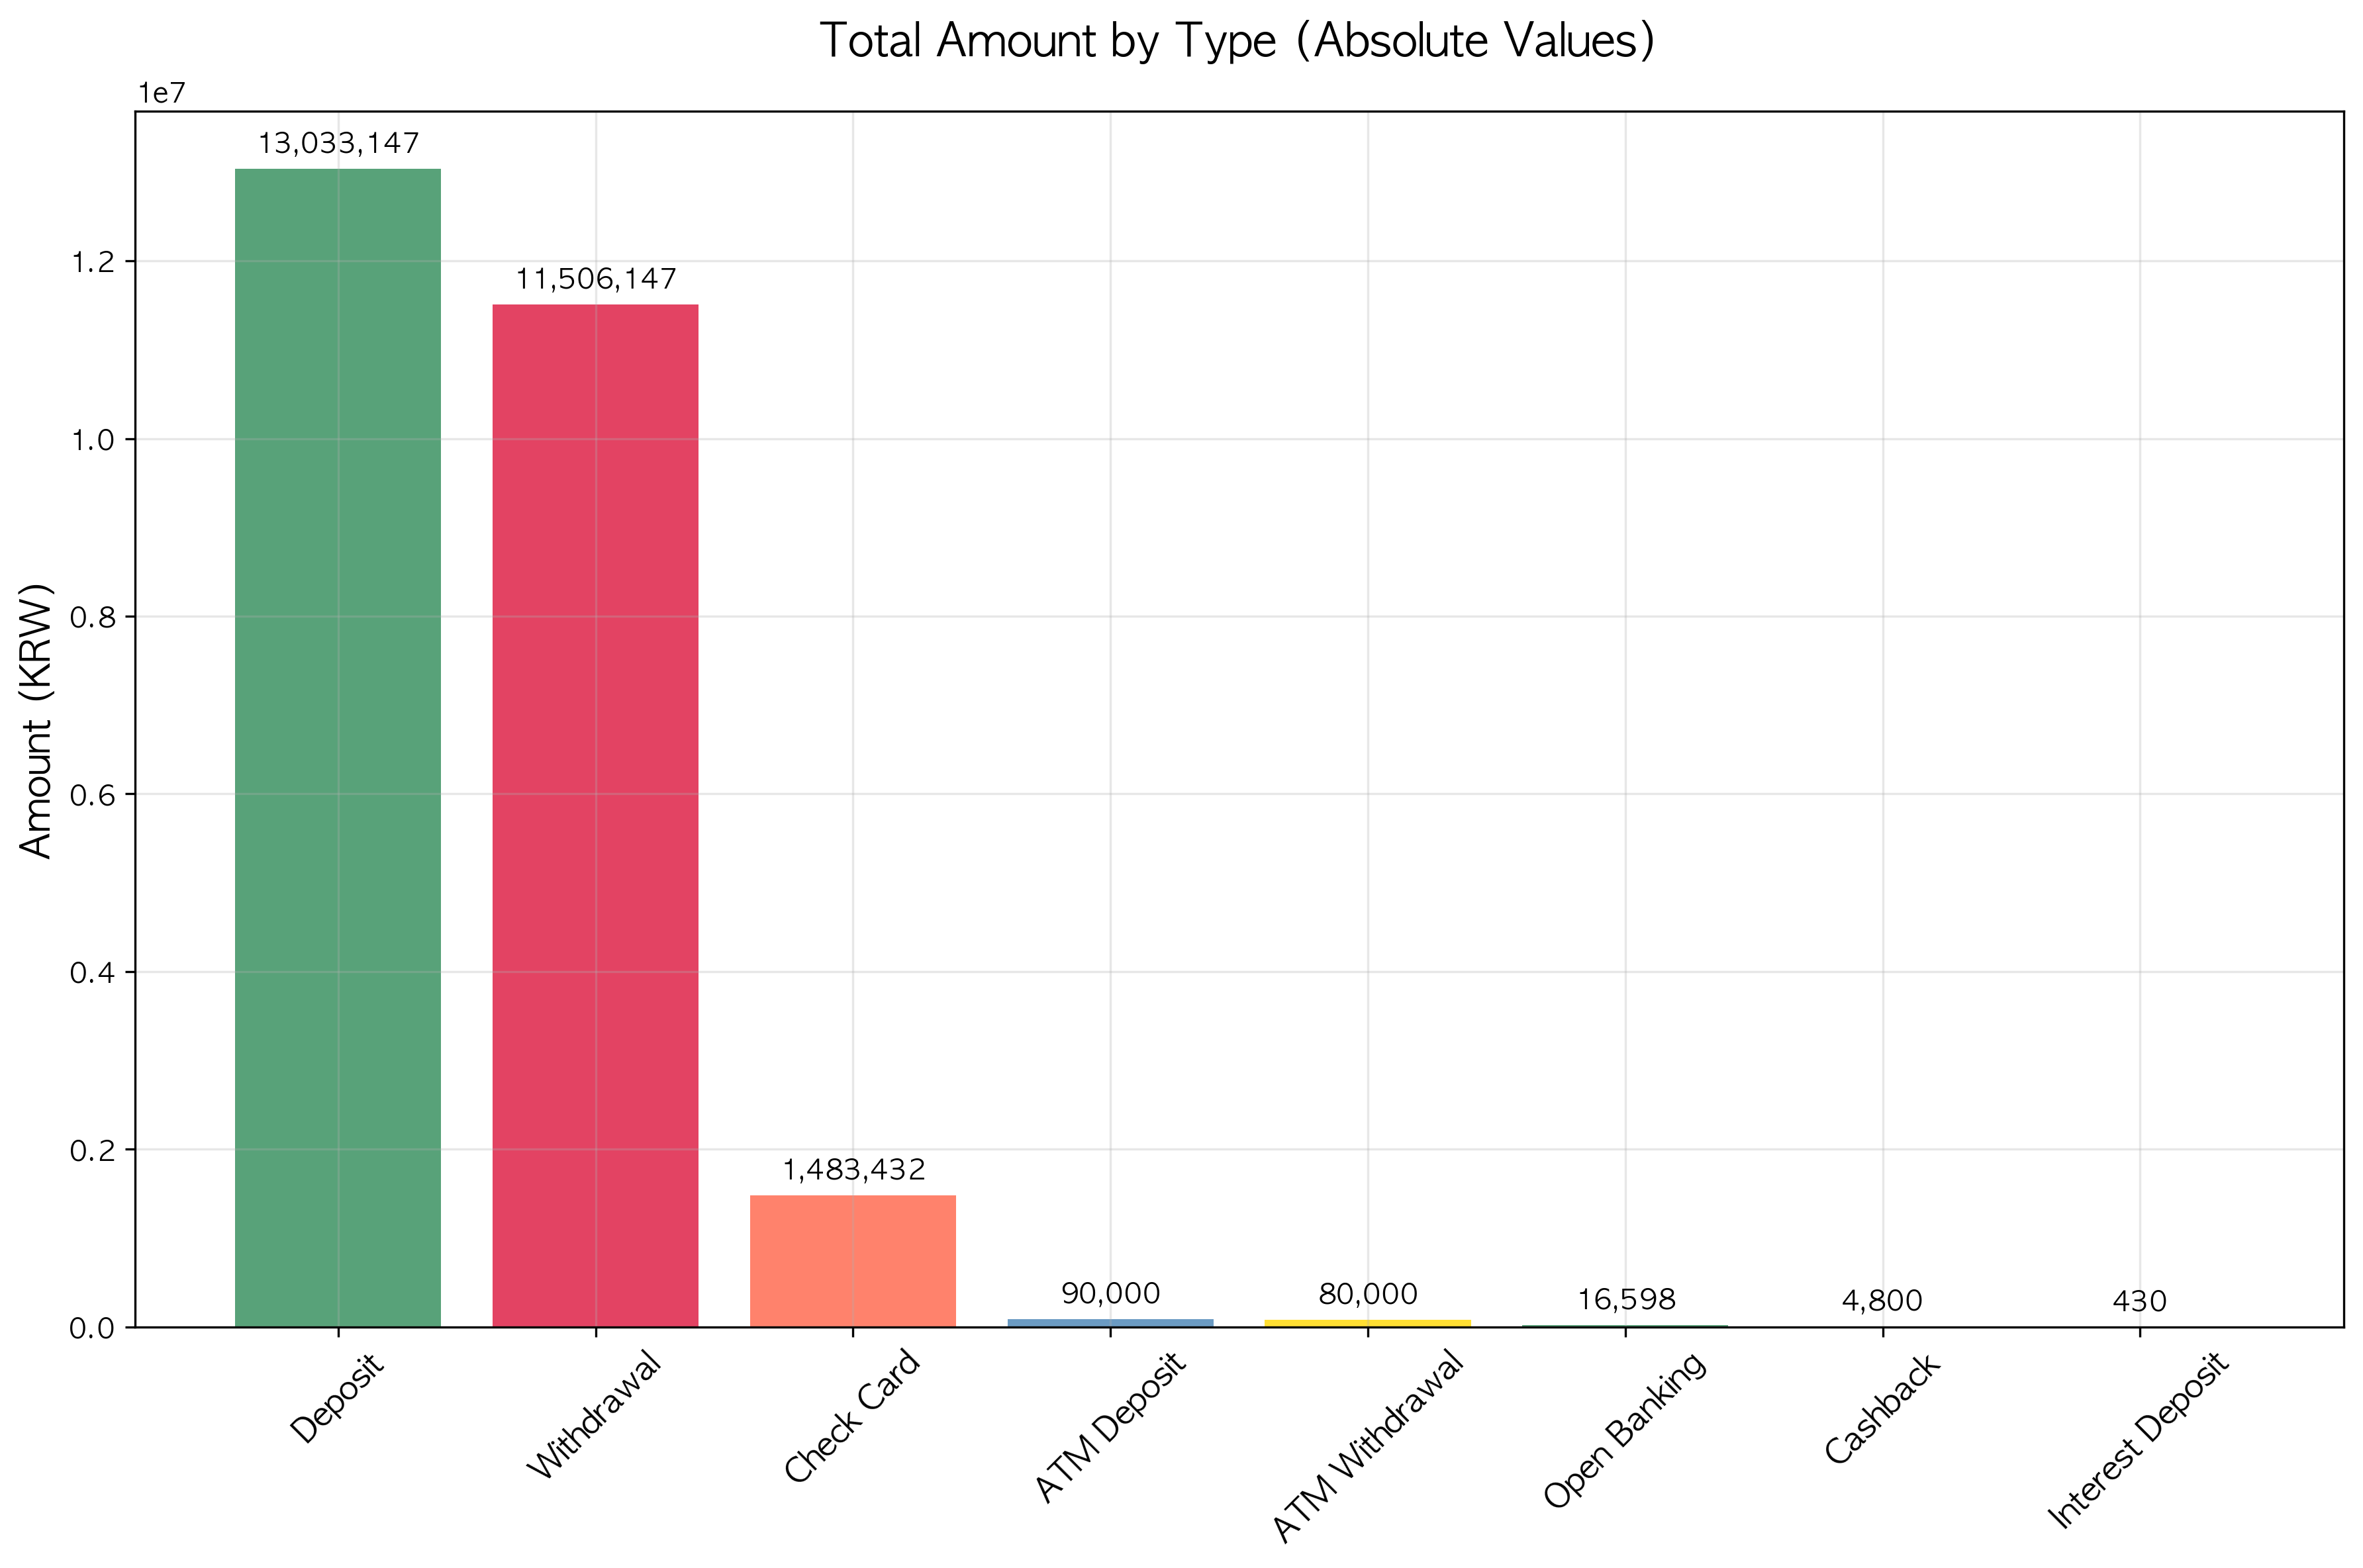 Total Amount by Type (Absolute Values)
1e7
13,033,147
11,506,147
1,483,432
90,000
80,000
16,598
4,800
430
1.2
1.0
0.8
0.6
0.4
0.2
0.0
Amount (KRW)
Deposit
Withdrawal
Check Card
ATM Deposit
ATM Withdrawal
Open Banking
Cashback
Interest Deposit